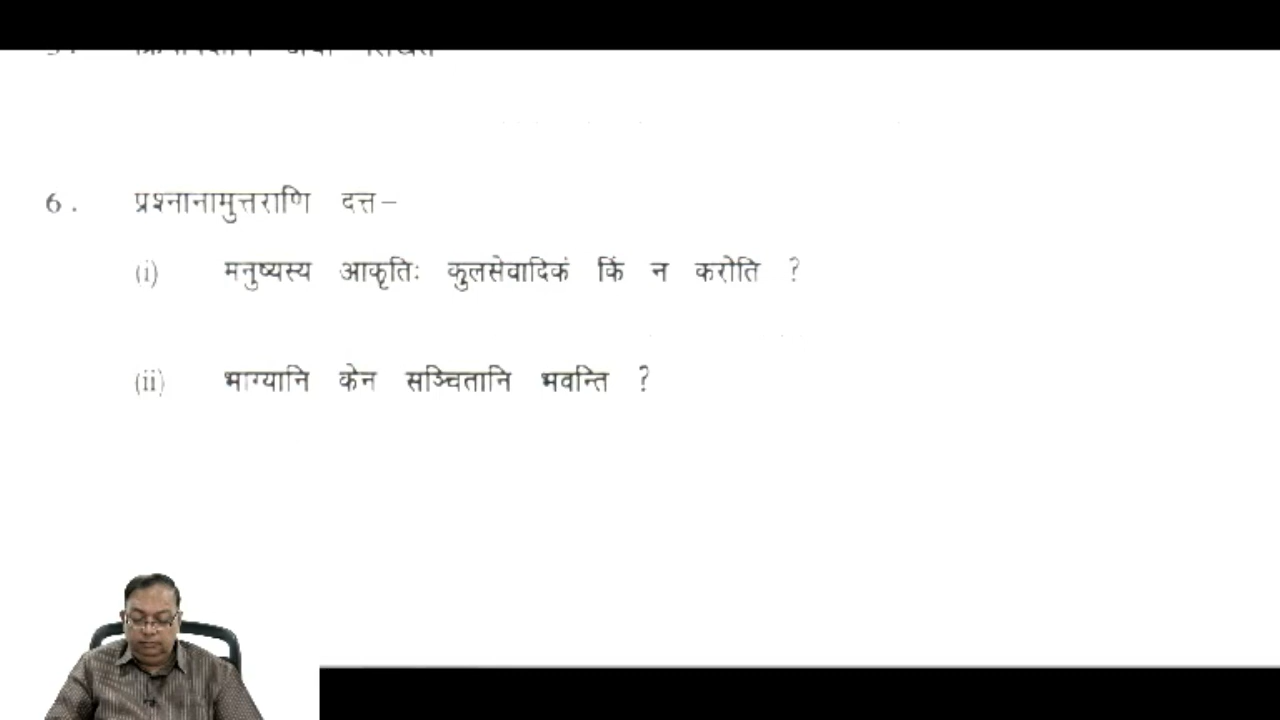 6. प्रश्नानामुत्तराणि दत्त–
(i) मनुष्यस्य आकृतिः कुलसेवादिकं किं न करोति ?
(ii) भाग्यानि केन सञ्चितानि भवन्ति ?